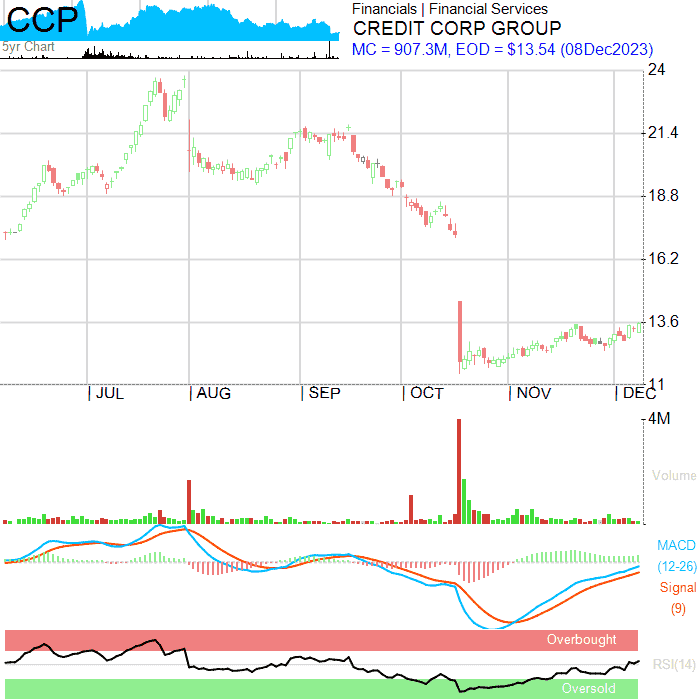 CCP
5yr Chart
Financials | Financial Services
CREDIT CORP GROUP
MC = 907.3M, EOD = $13.54 (08Dec2023)
24
21.4
18.8
16.2
13.6
11
JUL AUG SEP OCT NOV DEC
4M
Volume
MACD
(12-26)
Signal
(9)
Overbought
RSI(14)
Oversold